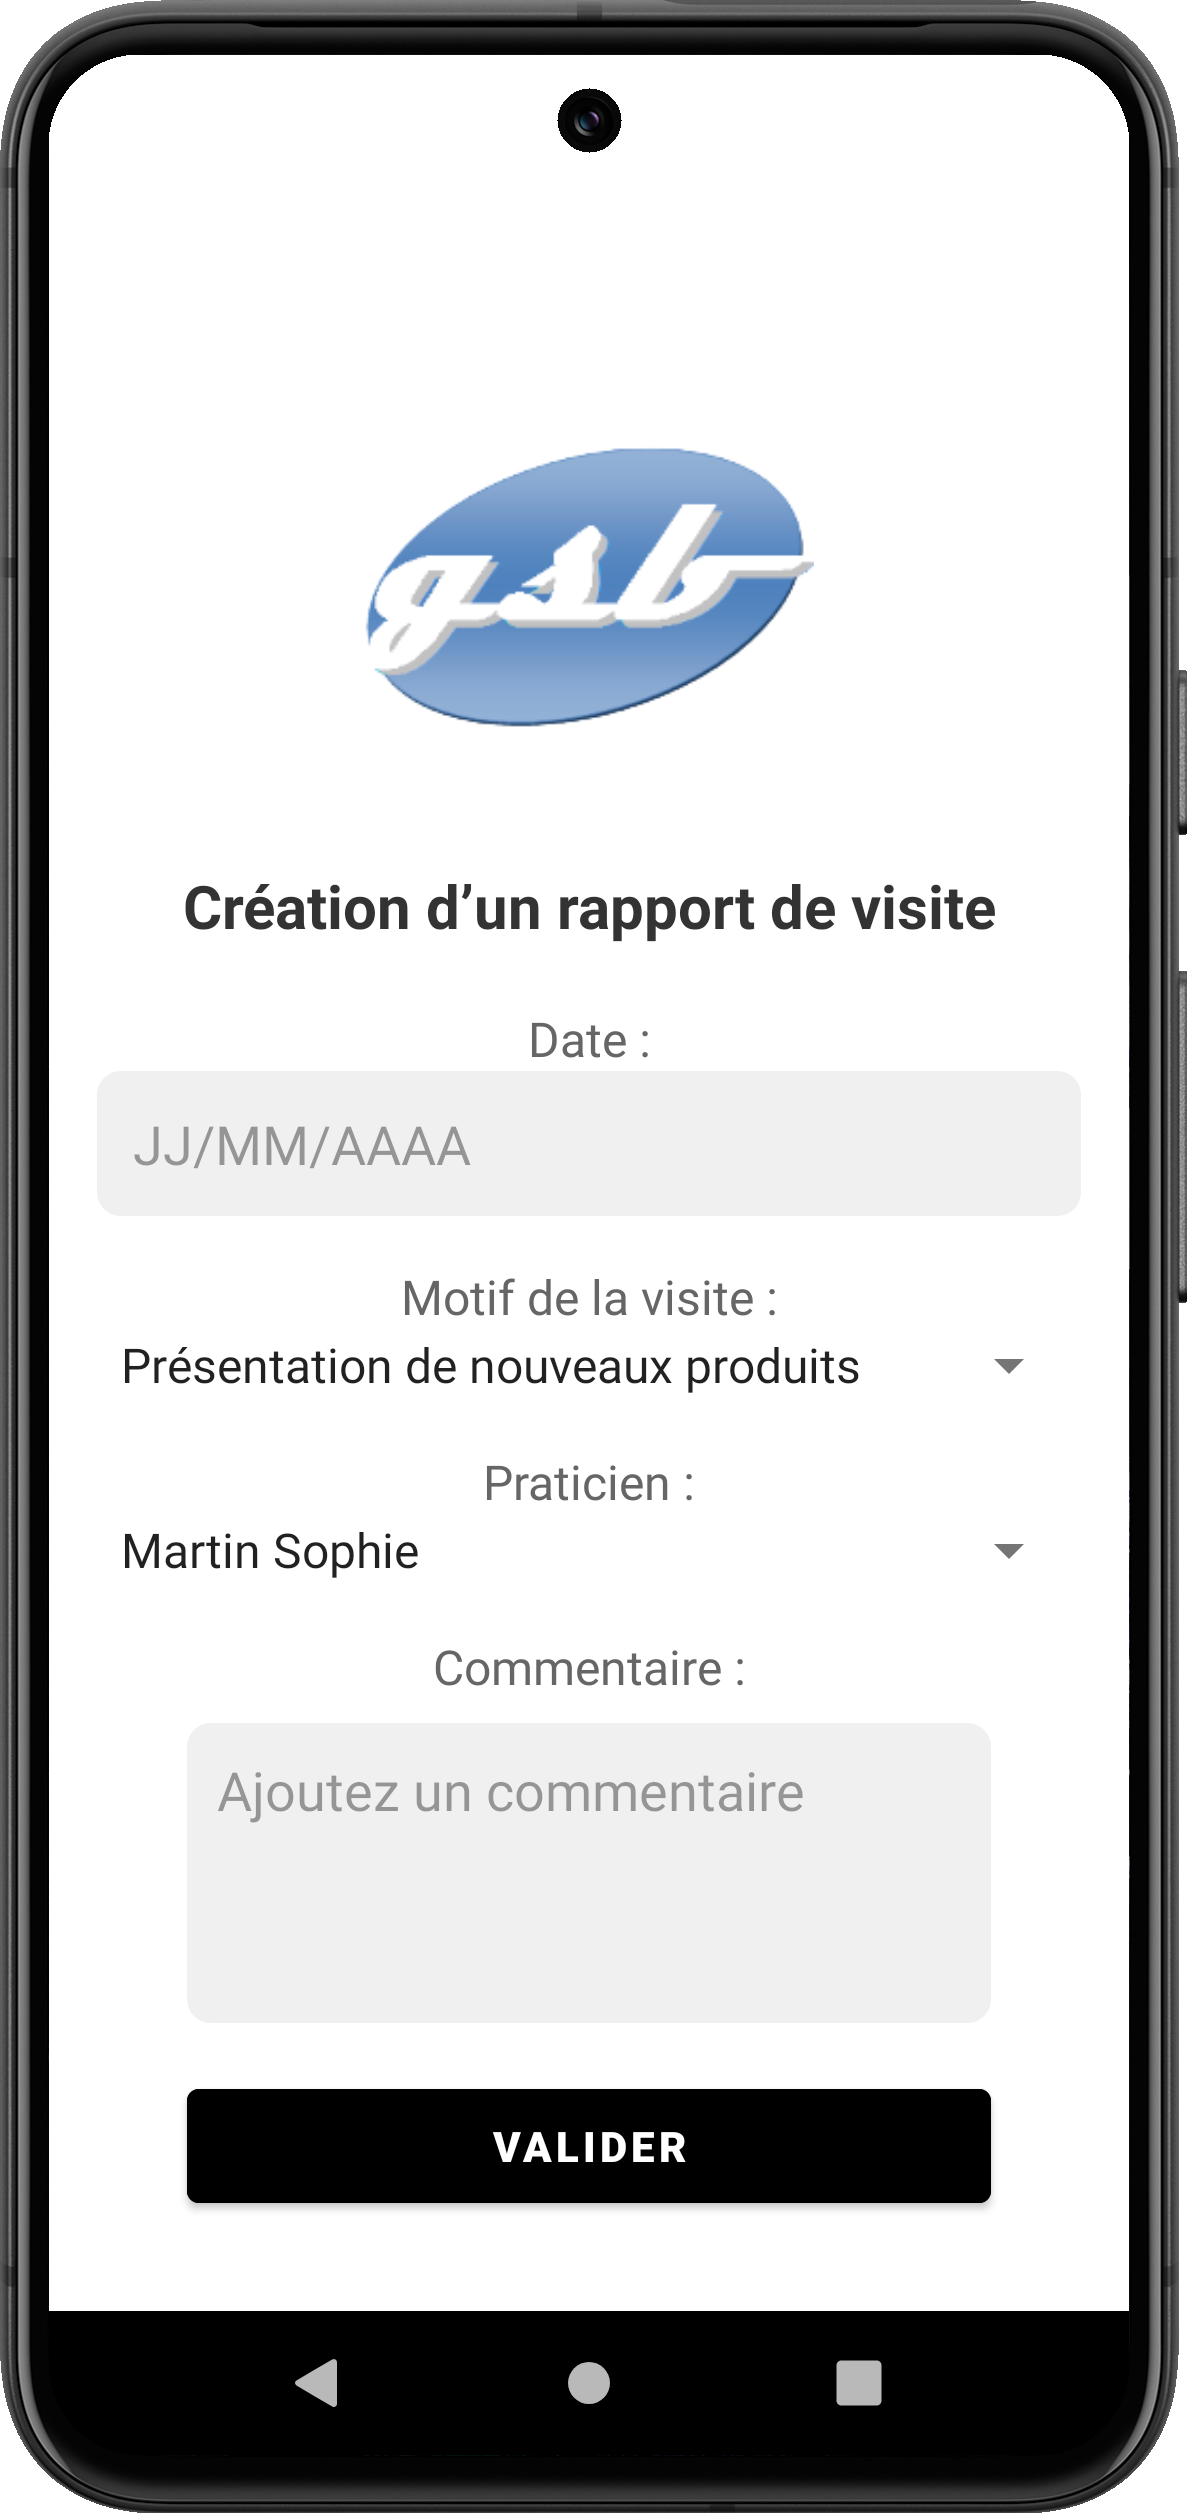 gsb
Création d’un rapport de visite
Date :
JJ/MM/AAAA
Motif de la visite :
Présentation de nouveaux produits
Praticien :
Martin Sophie
Commentaire :
Ajoutez un commentaire
VALIDER